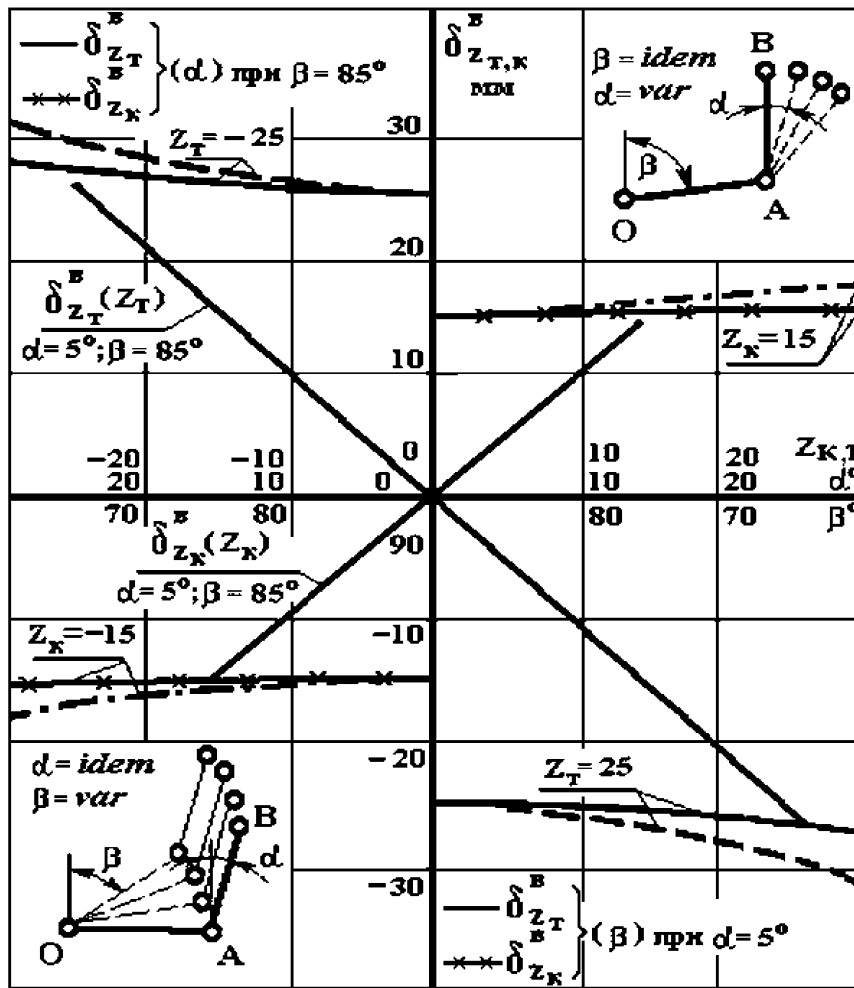 δ^в_Zт
δ^в_Zк } (α) при β = 85°
Zт = −25
δ^в_Zт,к
мм
β = idem
α = var
B
α
β
O
A
30
20
10
0
δ^в_Zт(Zт)
α = 5°; β = 85°
Zк = 15
−20 −10 0 10 20 Zк,т
20 10 0 10 20 α°
70 80 90 80 70 β°
δ^в_Zк(Zк)
α = 5°; β = 85°
Zк = −15
−10
−20
−30
Zт = 25
α = idem
β = var
B
β
α
O
A
δ^в_Zт
δ^в_Zк } (β) при α = 5°